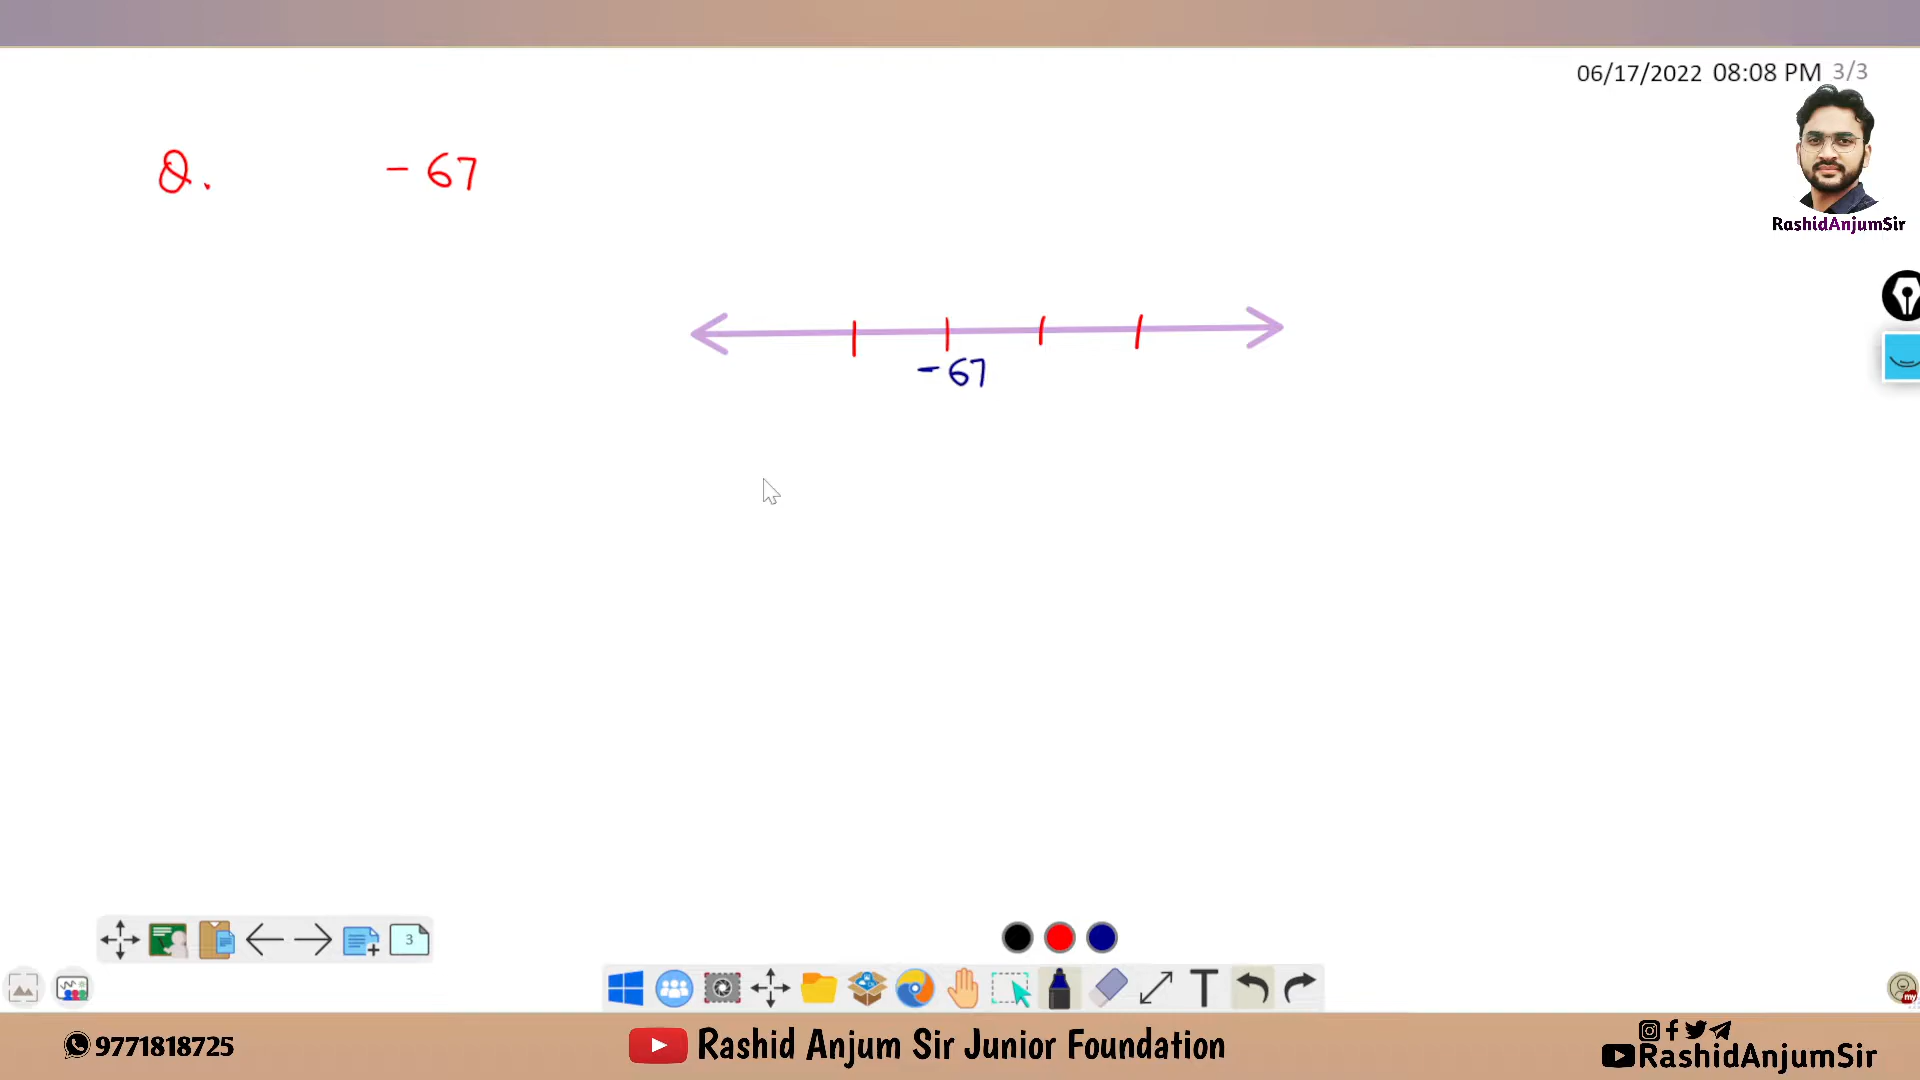 06/17/2022 08:08 PM 3/3
Q. - 67
RashidAnjumSir
- 67
3
my
9771818725
Rashid Anjum Sir Junior Foundation
RashidAnjumSir